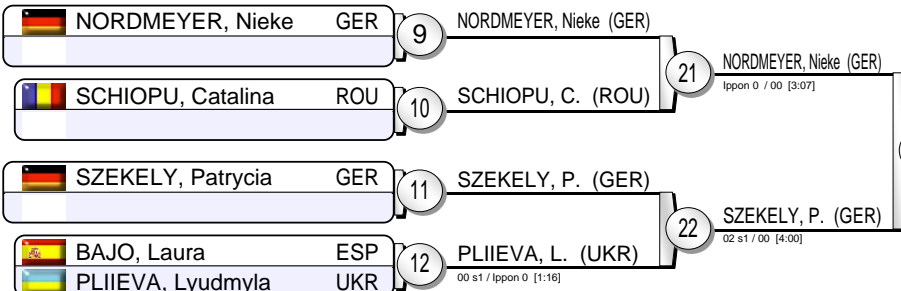 NORDMEYER, Nieke GER
9
NORDMEYER, Nieke (GER)
SCHIOPU, Catalina ROU
10
SCHIOPU, C. (ROU)
21
NORDMEYER, Nieke (GER)
Ippon 0 / 00 [3:07]
SZEKELY, Patrycia GER
11
SZEKELY, P. (GER)
BAJO, Laura ESP
PLIIEVA, Lyudmyla UKR
12
PLIIEVA, L. (UKR)
00 s1 / Ippon 0 [1:16]
22
SZEKELY, P. (GER)
02 s1 / 00 [4:00]